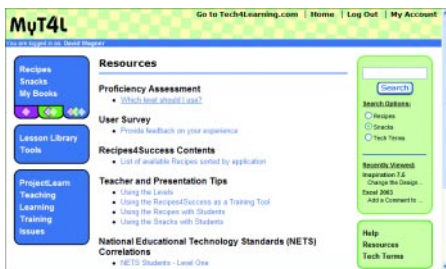 MyT4L
Go to Tech4Learning.com | Home | Log Out | My Account
You are logged in as: David Wagner
Recipes
Snacks
My Books
Lesson Library
Tools
ProjectLearn
Teaching
Learning
Training
Issues
Resources
Proficiency Assessment
Which level should I use?
User Survey
Provide feedback on your experience
Recipes4Success Contents
List of available Recipes sorted by application
Teacher and Presentation Tips
Using the Levels
Using the Recipes4Success as a Training Tool
Using the Recipes with Students
Using the Snacks with Students
National Educational Technology Standards (NETS)
Correlations
NETS Students - Level One
Search
Search Options:
Recipes
Snacks
Tech Terms
Recently Viewed:
Inspiration 7.6
Change the Design ...
Excel 2003
Add a Comment to ...
Help
Resources
Tech Terms